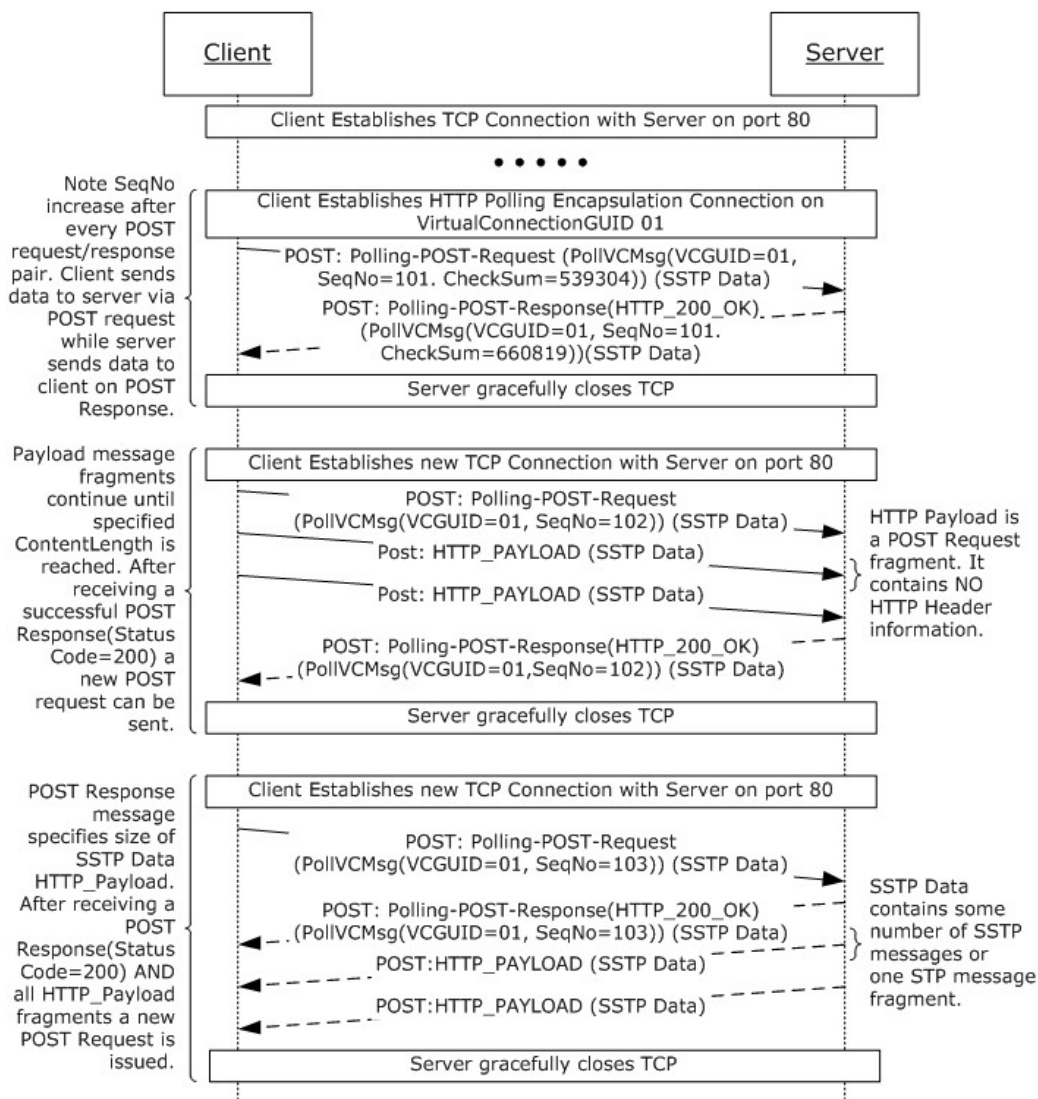 Client
Server
Client Establishes TCP Connection with Server on port 80
Note SeqNo
increase after
every POST
request/response
pair. Client sends
data to server via
POST request
while server
sends data to
client on POST
Response.
Client Establishes HTTP Polling Encapsulation Connection on
VirtualConnectionGUID 01
POST: Polling-POST-Request (PollVCMsg(VCGUID=01,
SeqNo=101. CheckSum=539304)) (SSTP Data)
POST: Polling-POST-Response(HTTP_200_OK)
(PollVCMsg(VCGUID=01, SeqNo=101.
CheckSum=660819))(SSTP Data)
Server gracefully closes TCP
Payload message
fragments
continue until
specified
ContentLength is
reached. After
receiving a
successful POST
Response(Status
Code=200) a
new POST
request can be
sent.
Client Establishes new TCP Connection with Server on port 80
POST: Polling-POST-Request
(PollVCMsg(VCGUID=01, SeqNo=102)) (SSTP Data)
Post: HTTP_PAYLOAD (SSTP Data)
Post: HTTP_PAYLOAD (SSTP Data)
POST: Polling-POST-Response(HTTP_200_OK)
(PollVCMsg(VCGUID=01,SeqNo=102)) (SSTP Data)
HTTP Payload is
a POST Request
fragment. It
contains NO
HTTP Header
information.
Server gracefully closes TCP
POST Response
message
specifies size of
SSTP Data
HTTP_Payload.
After receiving a
POST
Response(Status
Code=200) AND
all HTTP_Payload
fragments a new
POST Request is
issued.
Client Establishes new TCP Connection with Server on port 80
POST: Polling-POST-Request
(PollVCMsg(VCGUID=01, SeqNo=103)) (SSTP Data)
POST: Polling-POST-Response(HTTP_200_OK)
(PollVCMsg(VCGUID=01, SeqNo=103)) (SSTP Data)
POST:HTTP_PAYLOAD (SSTP Data)
POST:HTTP_PAYLOAD (SSTP Data)
SSTP Data
contains some
number of SSTP
messages or
one STP message
fragment.
Server gracefully closes TCP